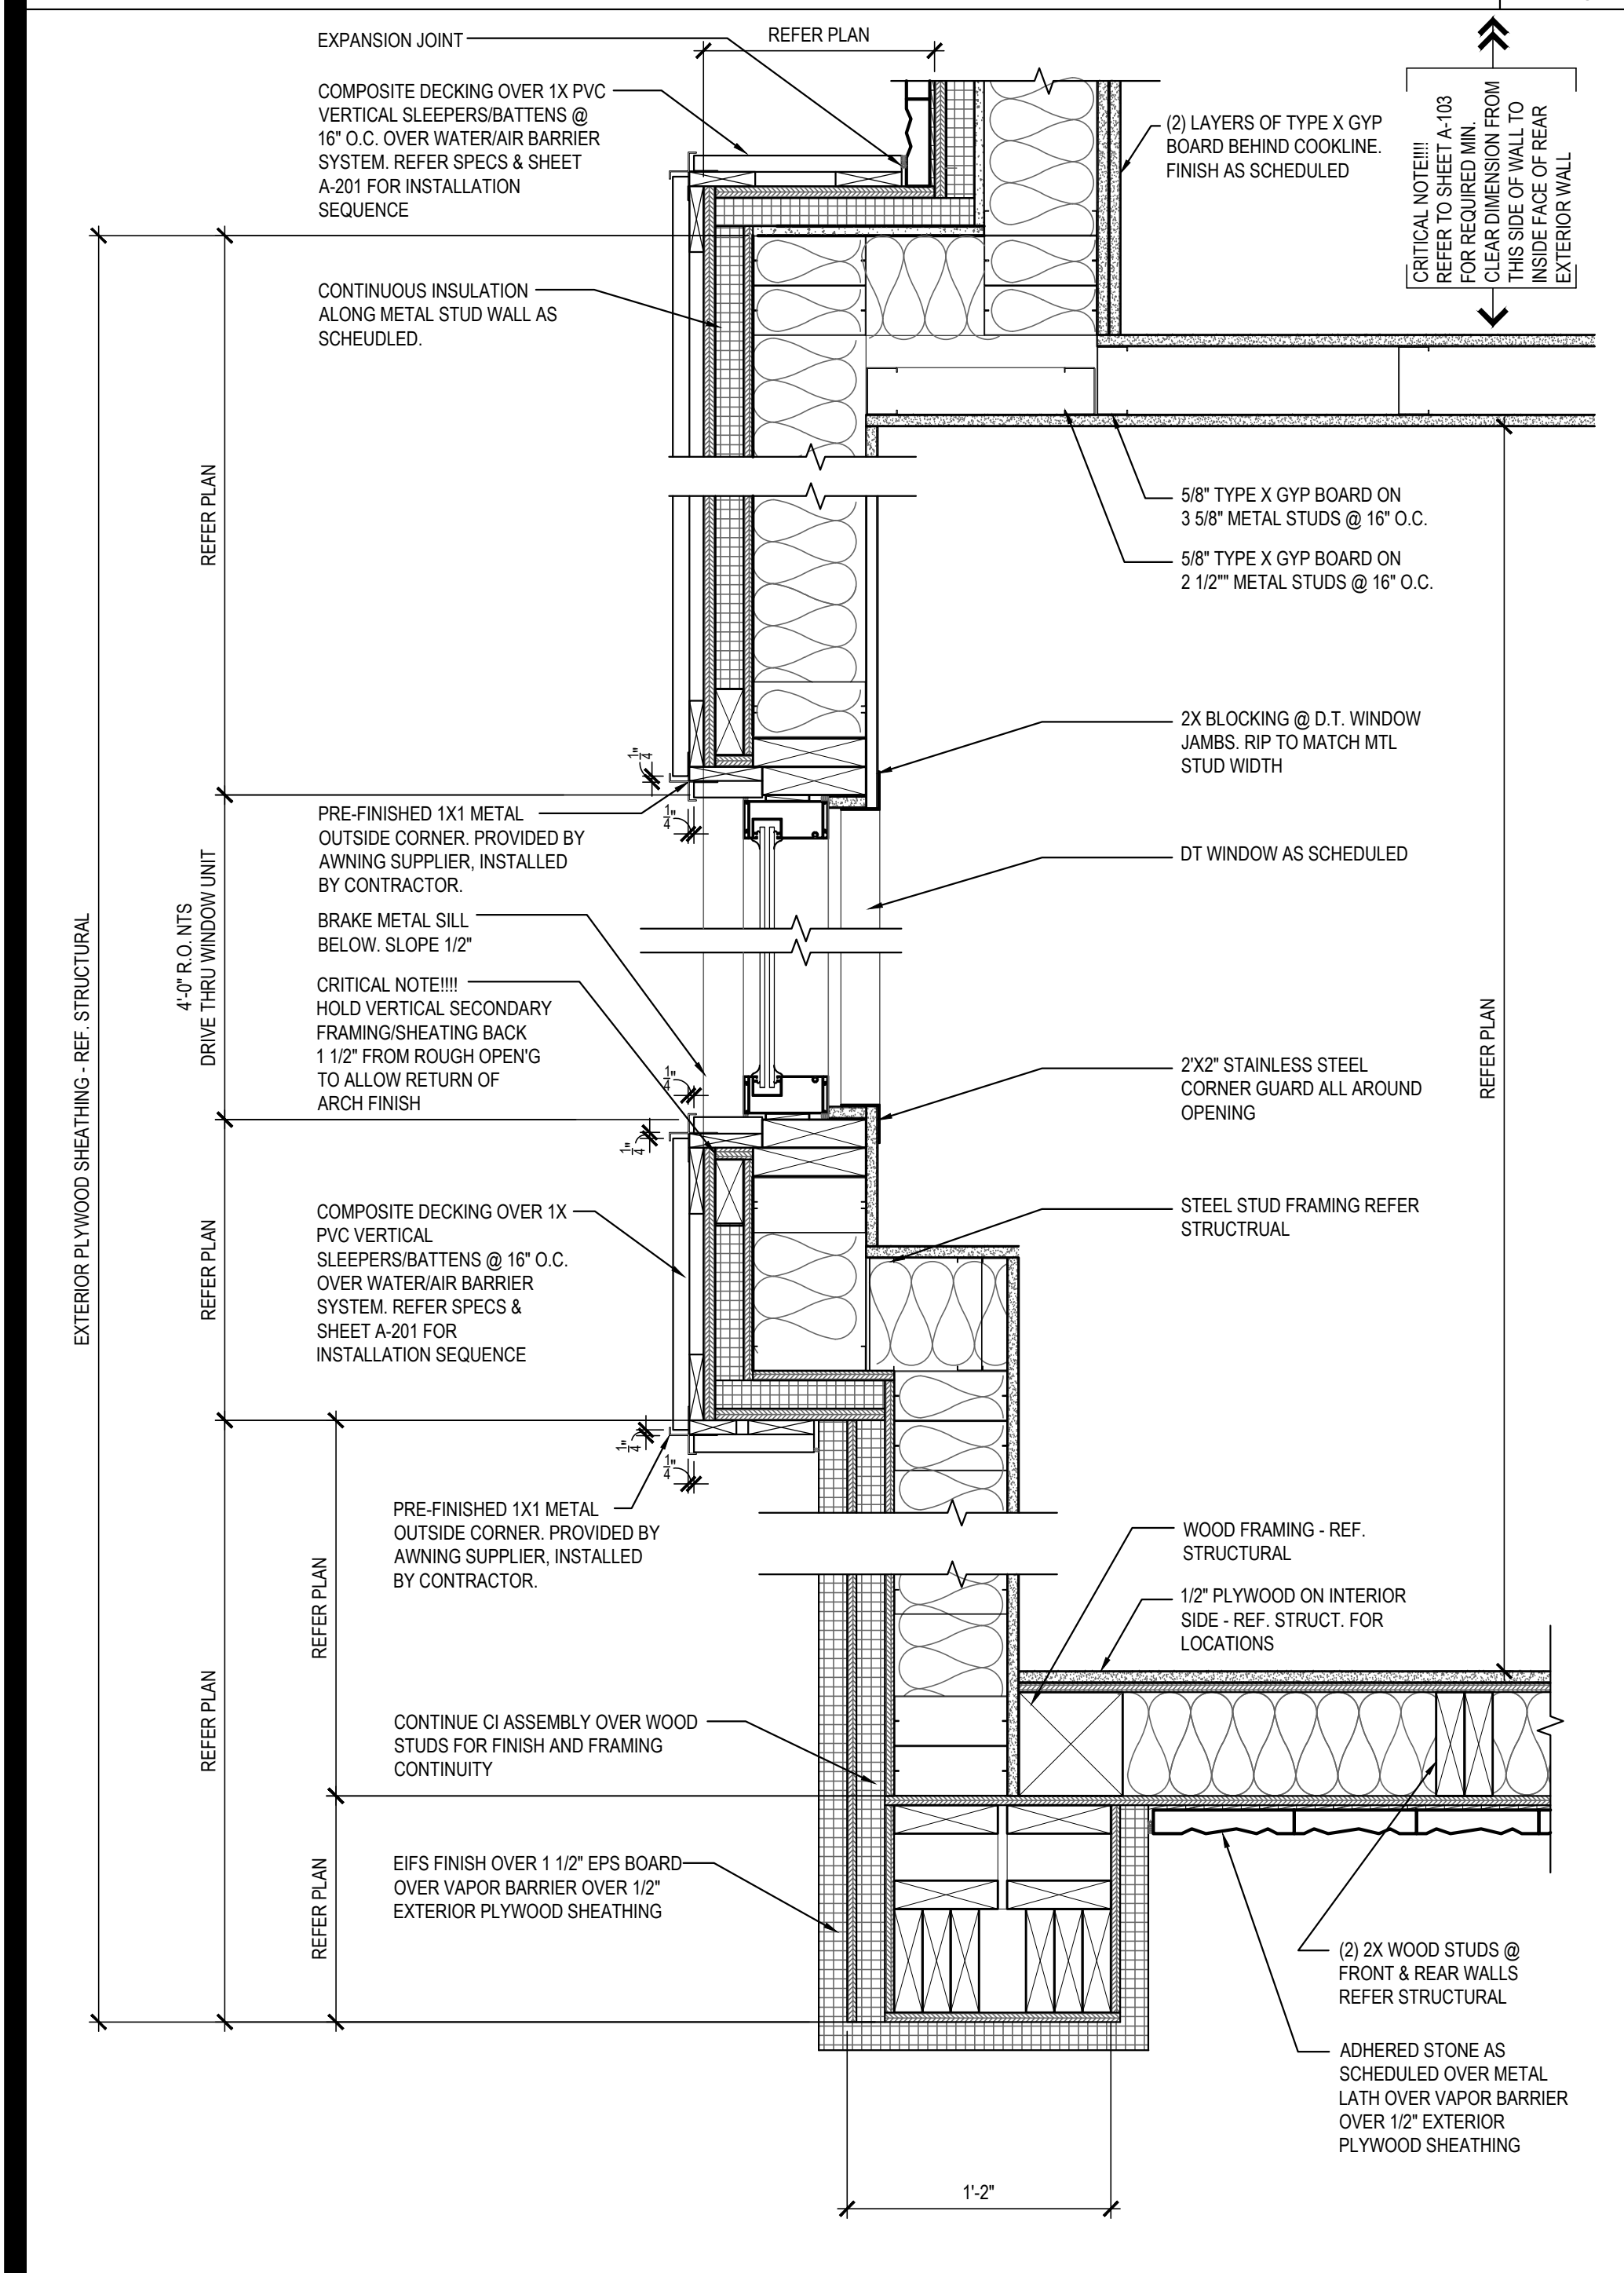 EXPANSION JOINT
REFER PLAN
COMPOSITE DECKING OVER 1X PVC
VERTICAL SLEEPERS/BATTENS @
16" O.C. OVER WATER/AIR BARRIER
SYSTEM. REFER SPECS & SHEET
A-201 FOR INSTALLATION
SEQUENCE
(2) LAYERS OF TYPE X GYP
BOARD BEHIND COOKLINE.
FINISH AS SCHEDULED
CRITICAL NOTE!!!!
REFER TO SHEET A-103
FOR REQUIRED MIN.
CLEAR DIMENSION FROM
THIS SIDE OF WALL TO
INSIDE FACE OF REAR
EXTERIOR WALL
CONTINUOUS INSULATION
ALONG METAL STUD WALL AS
SCHEUDLED.
REFER PLAN
5/8" TYPE X GYP BOARD ON
3 5/8" METAL STUDS @ 16" O.C.
5/8" TYPE X GYP BOARD ON
2 1/2"" METAL STUDS @ 16" O.C.
2X BLOCKING @ D.T. WINDOW
JAMBS. RIP TO MATCH MTL
STUD WIDTH
1/4"
1/4"
PRE-FINISHED 1X1 METAL
OUTSIDE CORNER. PROVIDED BY
AWNING SUPPLIER, INSTALLED
BY CONTRACTOR.
DT WINDOW AS SCHEDULED
EXTERIOR PLYWOOD SHEATHING - REF. STRUCTURAL
4'-0" R.O. NTS
DRIVE THRU WINDOW UNIT
BRAKE METAL SILL
BELOW. SLOPE 1/2"
CRITICAL NOTE!!!!
HOLD VERTICAL SECONDARY
FRAMING/SHEATING BACK
1 1/2" FROM ROUGH OPEN'G
TO ALLOW RETURN OF
ARCH FINISH
1/4"
1/4"
REFER PLAN
2'X2" STAINLESS STEEL
CORNER GUARD ALL AROUND
OPENING
REFER PLAN
COMPOSITE DECKING OVER 1X
PVC VERTICAL
SLEEPERS/BATTENS @ 16" O.C.
OVER WATER/AIR BARRIER
SYSTEM. REFER SPECS &
SHEET A-201 FOR
INSTALLATION SEQUENCE
STEEL STUD FRAMING REFER
STRUCTRUAL
1/4"
1/4"
PRE-FINISHED 1X1 METAL
OUTSIDE CORNER. PROVIDED BY
AWNING SUPPLIER, INSTALLED
BY CONTRACTOR.
WOOD FRAMING - REF.
STRUCTURAL
1/2" PLYWOOD ON INTERIOR
SIDE - REF. STRUCT. FOR
LOCATIONS
REFER PLAN
REFER PLAN
CONTINUE CI ASSEMBLY OVER WOOD
STUDS FOR FINISH AND FRAMING
CONTINUITY
REFER PLAN
EIFS FINISH OVER 1 1/2" EPS BOARD
OVER VAPOR BARRIER OVER 1/2"
EXTERIOR PLYWOOD SHEATHING
(2) 2X WOOD STUDS @
FRONT & REAR WALLS
REFER STRUCTURAL
ADHERED STONE AS
SCHEDULED OVER METAL
LATH OVER VAPOR BARRIER
OVER 1/2" EXTERIOR
PLYWOOD SHEATHING
1'-2"